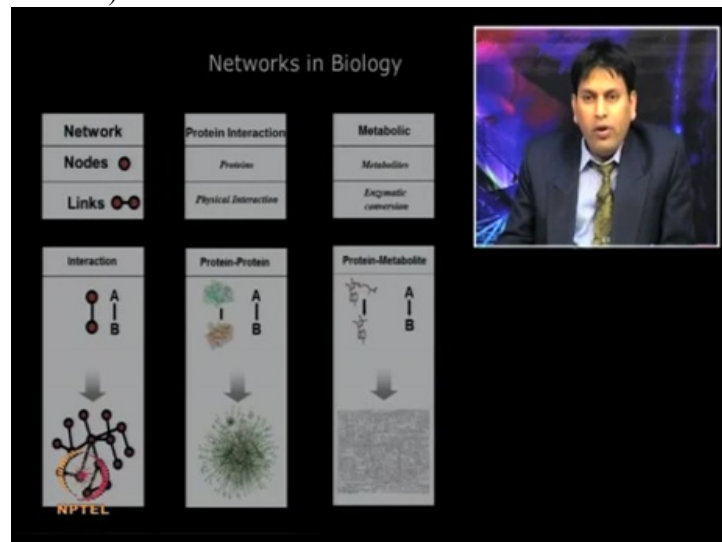 )
Networks in Biology
Network
Nodes
Links
Protein Interaction
Proteins
Physical Interaction
Metabolic
Metabolites
Enzymatic
conversion
Interaction
A
B
Protein-Protein
A
B
Protein-Metabolite
A
B
NPTEL